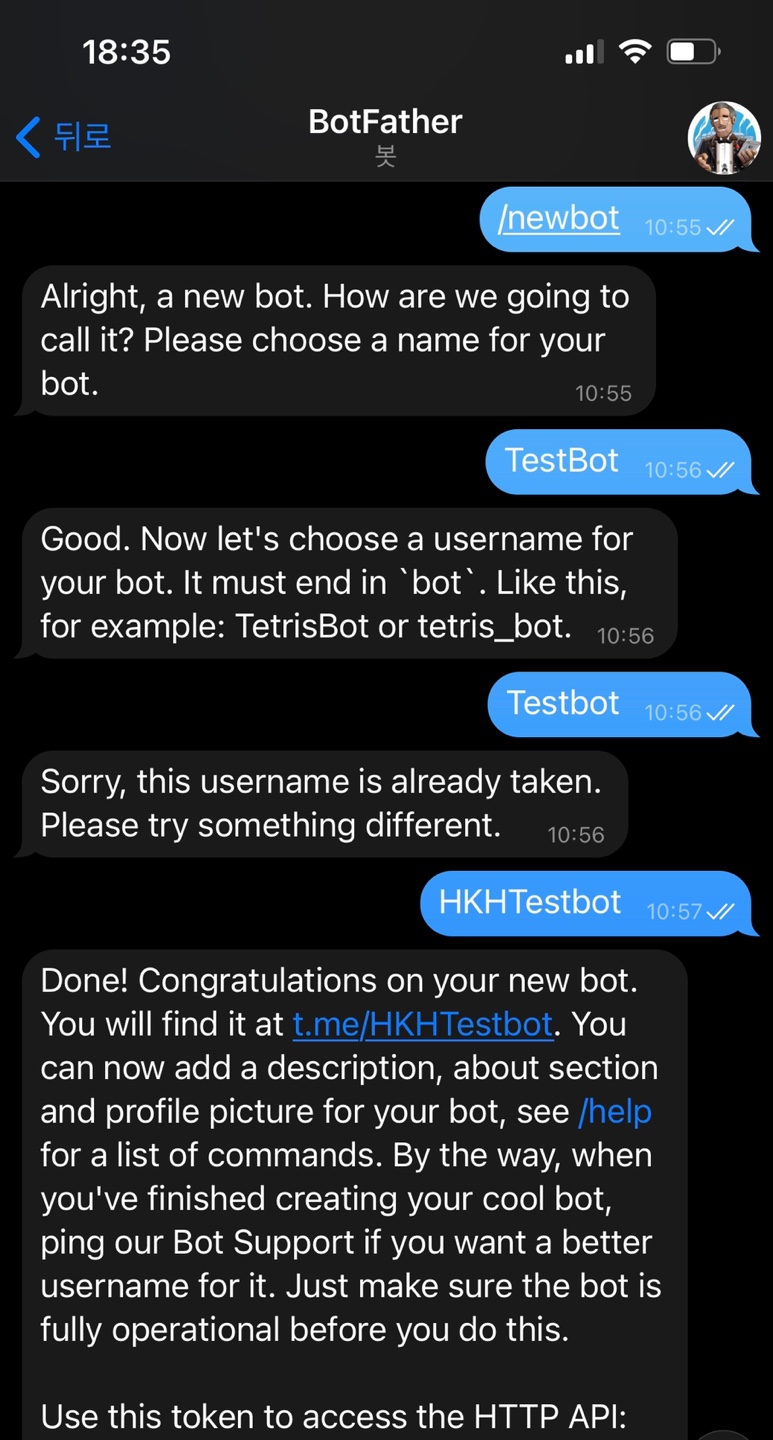 18:35
뒤로
BotFather
봇
/newbot 10:55
Alright, a new bot. How are we going to
call it? Please choose a name for your
bot. 10:55
TestBot 10:56
Good. Now let's choose a username for
your bot. It must end in `bot`. Like this,
for example: TetrisBot or tetris_bot. 10:56
Testbot 10:56
Sorry, this username is already taken.
Please try something different. 10:56
HKHTestbot 10:57
Done! Congratulations on your new bot.
You will find it at t.me/HKHTestbot. You
can now add a description, about section
and profile picture for your bot, see /help
for a list of commands. By the way, when
you've finished creating your cool bot,
ping our Bot Support if you want a better
username for it. Just make sure the bot is
fully operational before you do this.
Use this token to access the HTTP API: